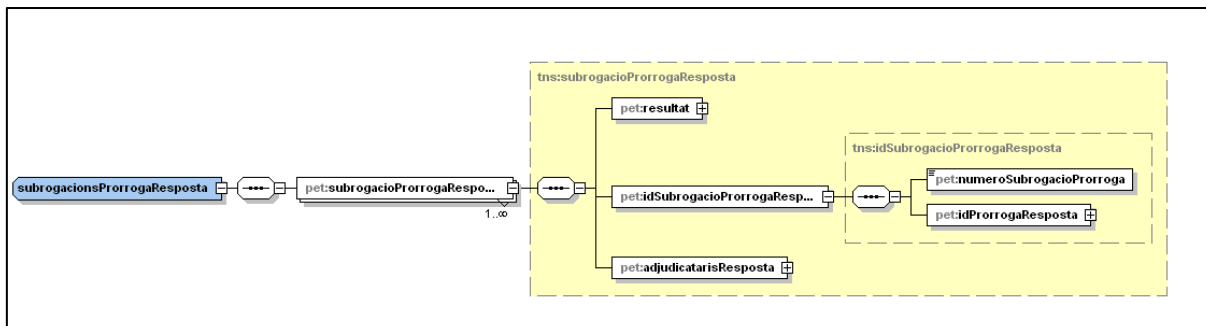 tns:subrogacioProrrogaResposta
pet:resultat
tns:idSubrogacioProrrogaResposta
pet:numeroSubrogacioProrroga
subrogacionsProrrogaResposta
pet:subrogacioProrrogaRespo...
pet:idSubrogacioProrrogaResp...
1..∞
pet:idProrrogaResposta
pet:adjudicatarisResposta